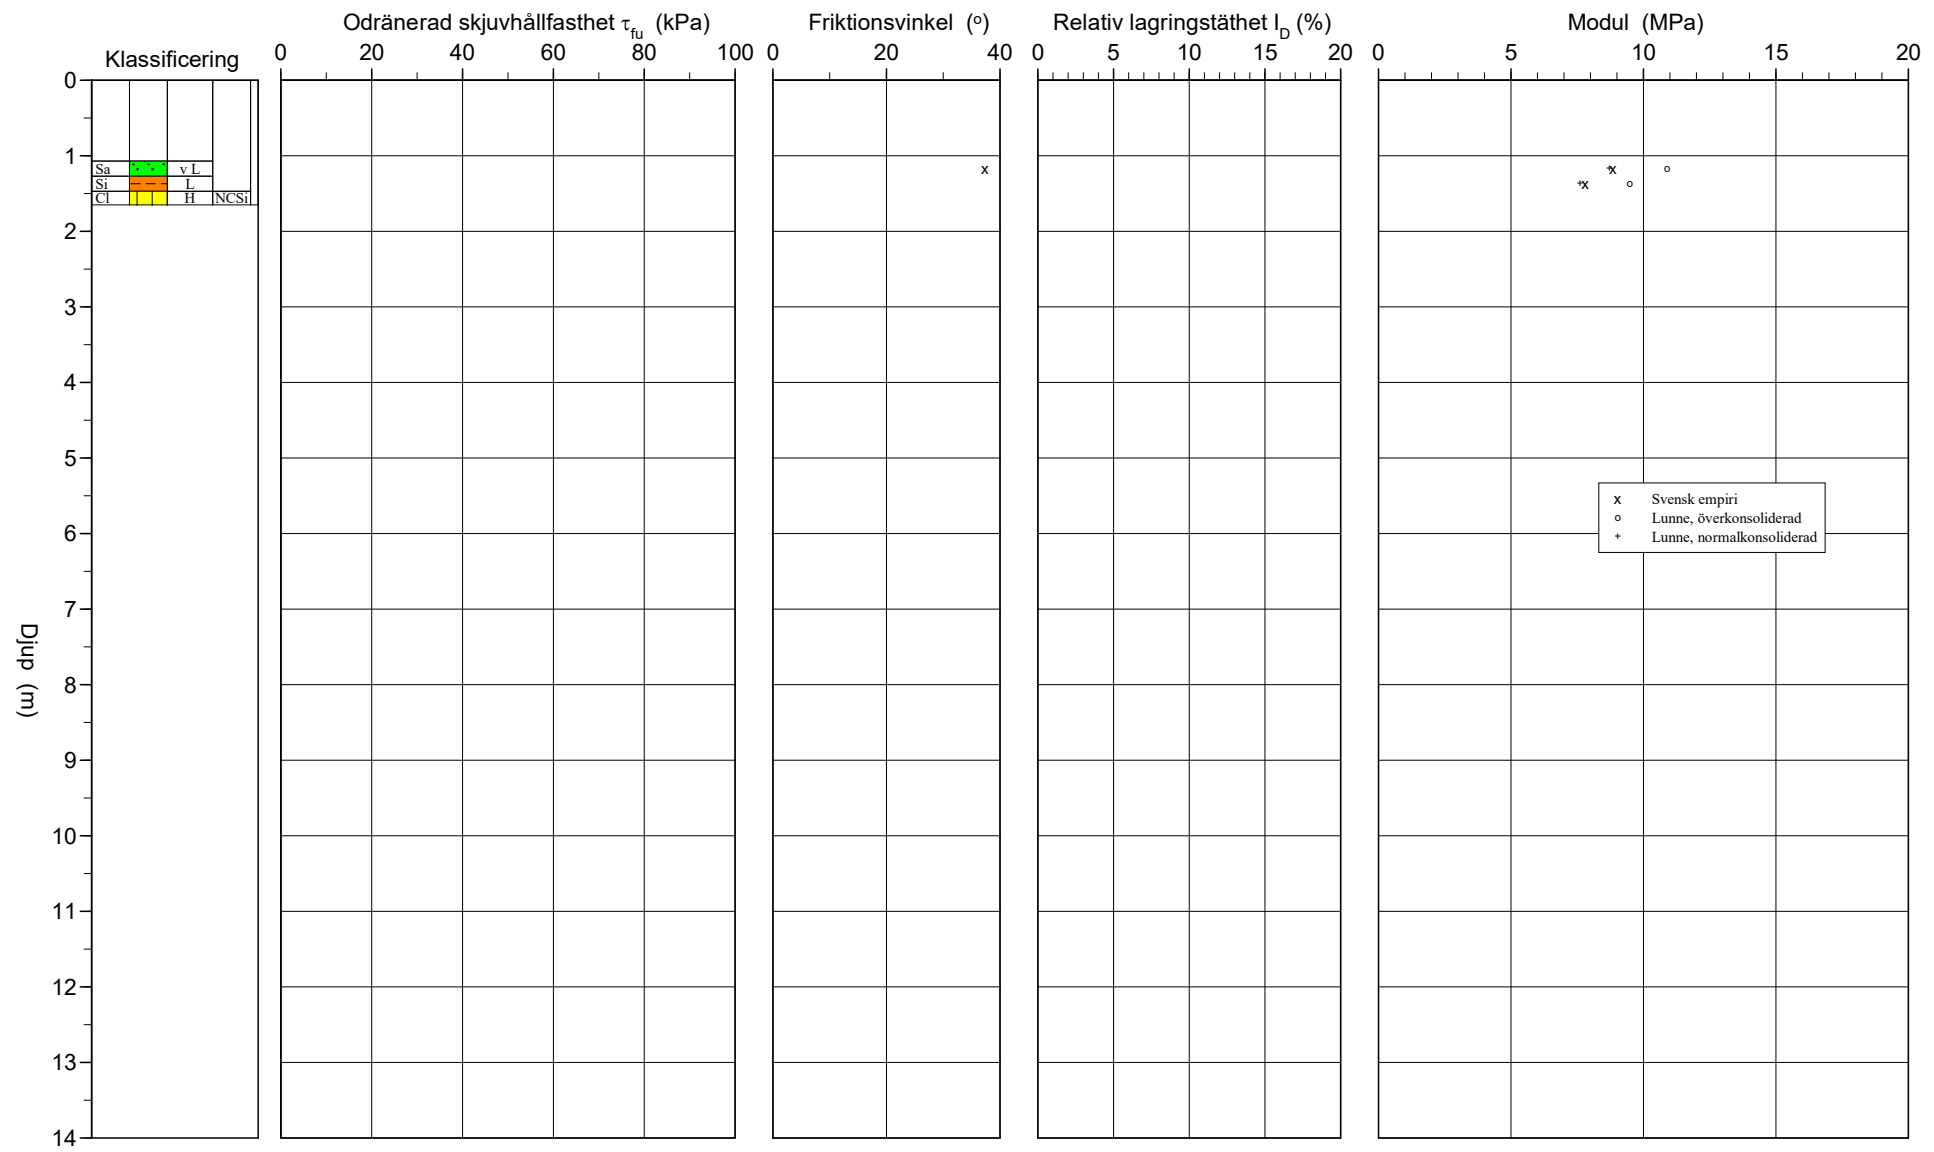 Odränerad skjuvhållfasthet τfu (kPa)
Friktionsvinkel (o)
Relativ lagringstäthet ID (%)
Modul (MPa)
Klassificering
0 20 40 60 80 100
0 20 40
0 5 10 15 20
0 5 10 15 20
0
1
Sa v L
Si L
Cl H NCSi
2
3
4
5
x Svensk empiri
o Lunne, överkonsoliderad
+ Lunne, normalkonsoliderad
6
7
8
9
10
11
12
13
14
Djup (m)